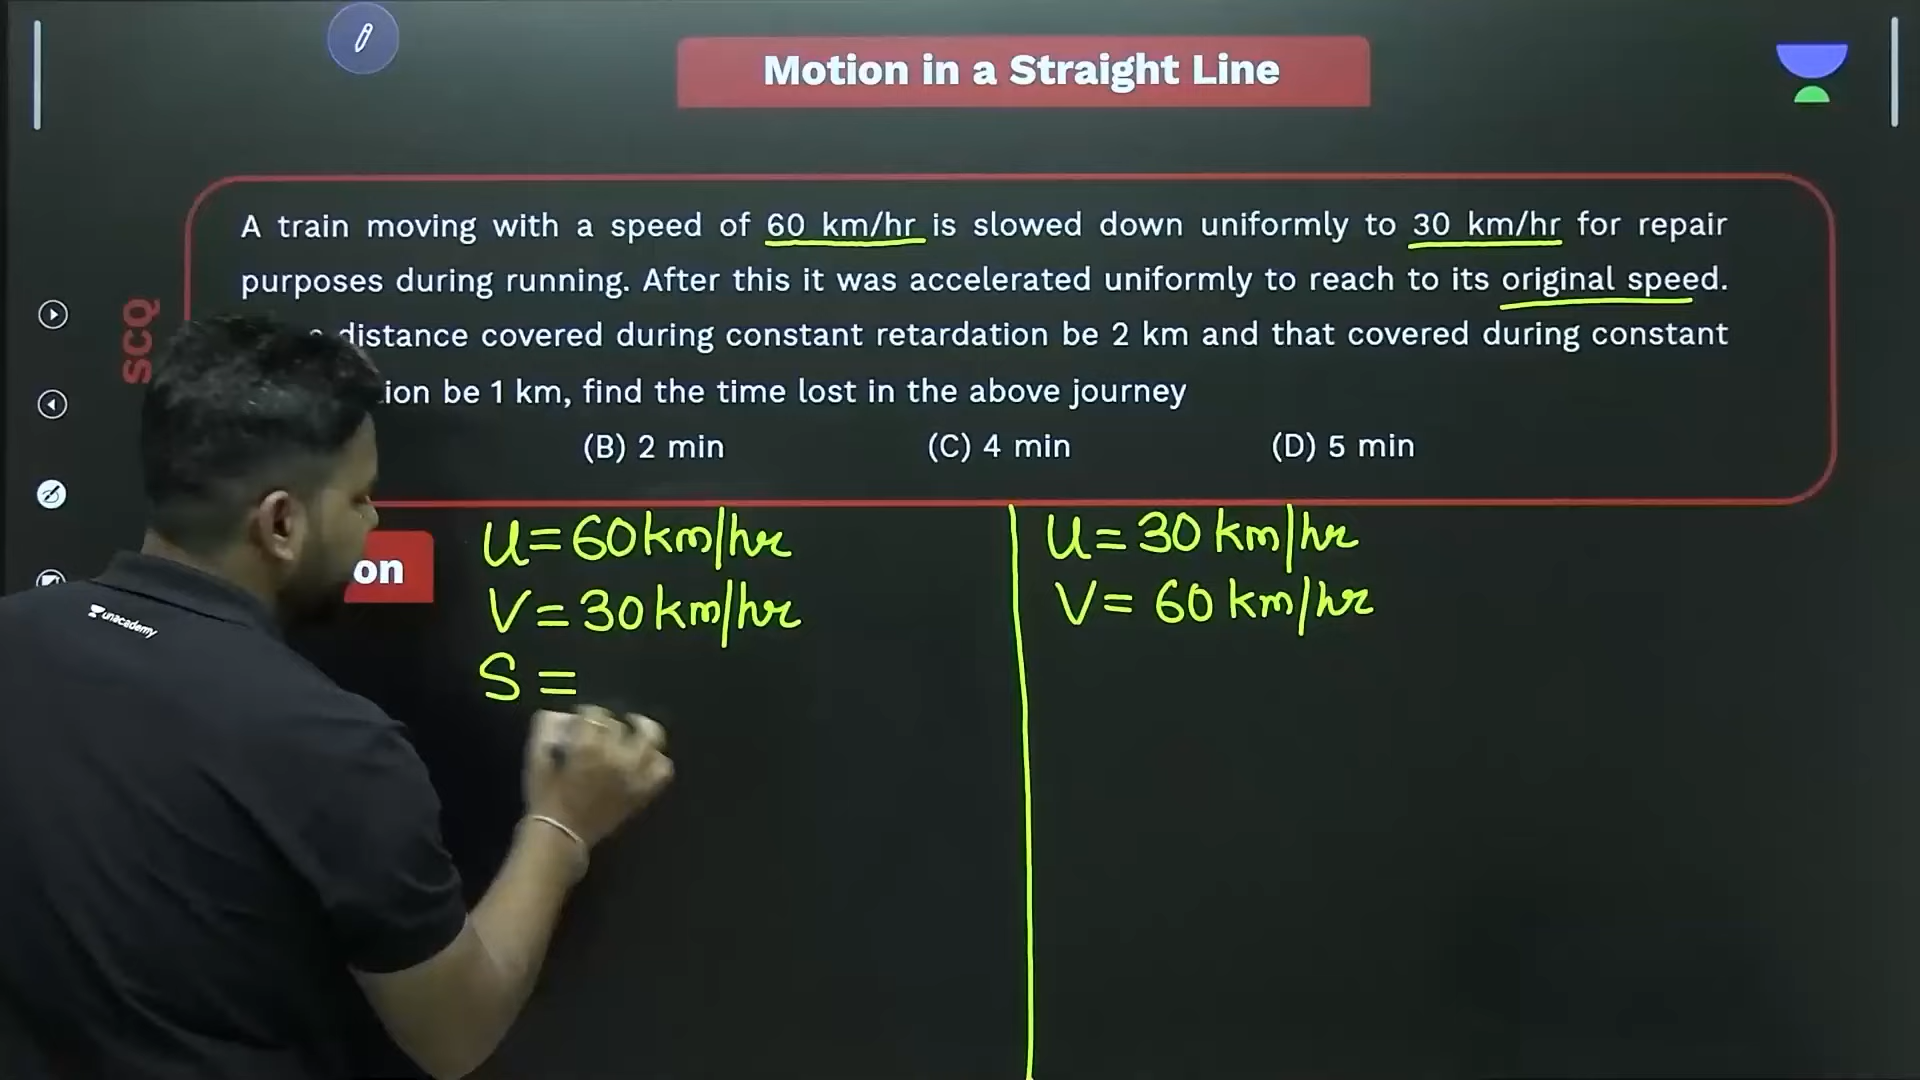 Motion in a Straight Line
A train moving with a speed of 60 km/hr is slowed down uniformly to 30 km/hr for repair
purposes during running. After this it was accelerated uniformly to reach to its original speed.
distance covered during constant retardation be 2 km and that covered during constant
be 1 km, find the time lost in the above journey
(B) 2 min (C) 4 min (D) 5 min
SCQ
on
U = 60 km/hr
V = 30 km/hr
S =
U = 30 km/hr
V = 60 km/hr
unacademy